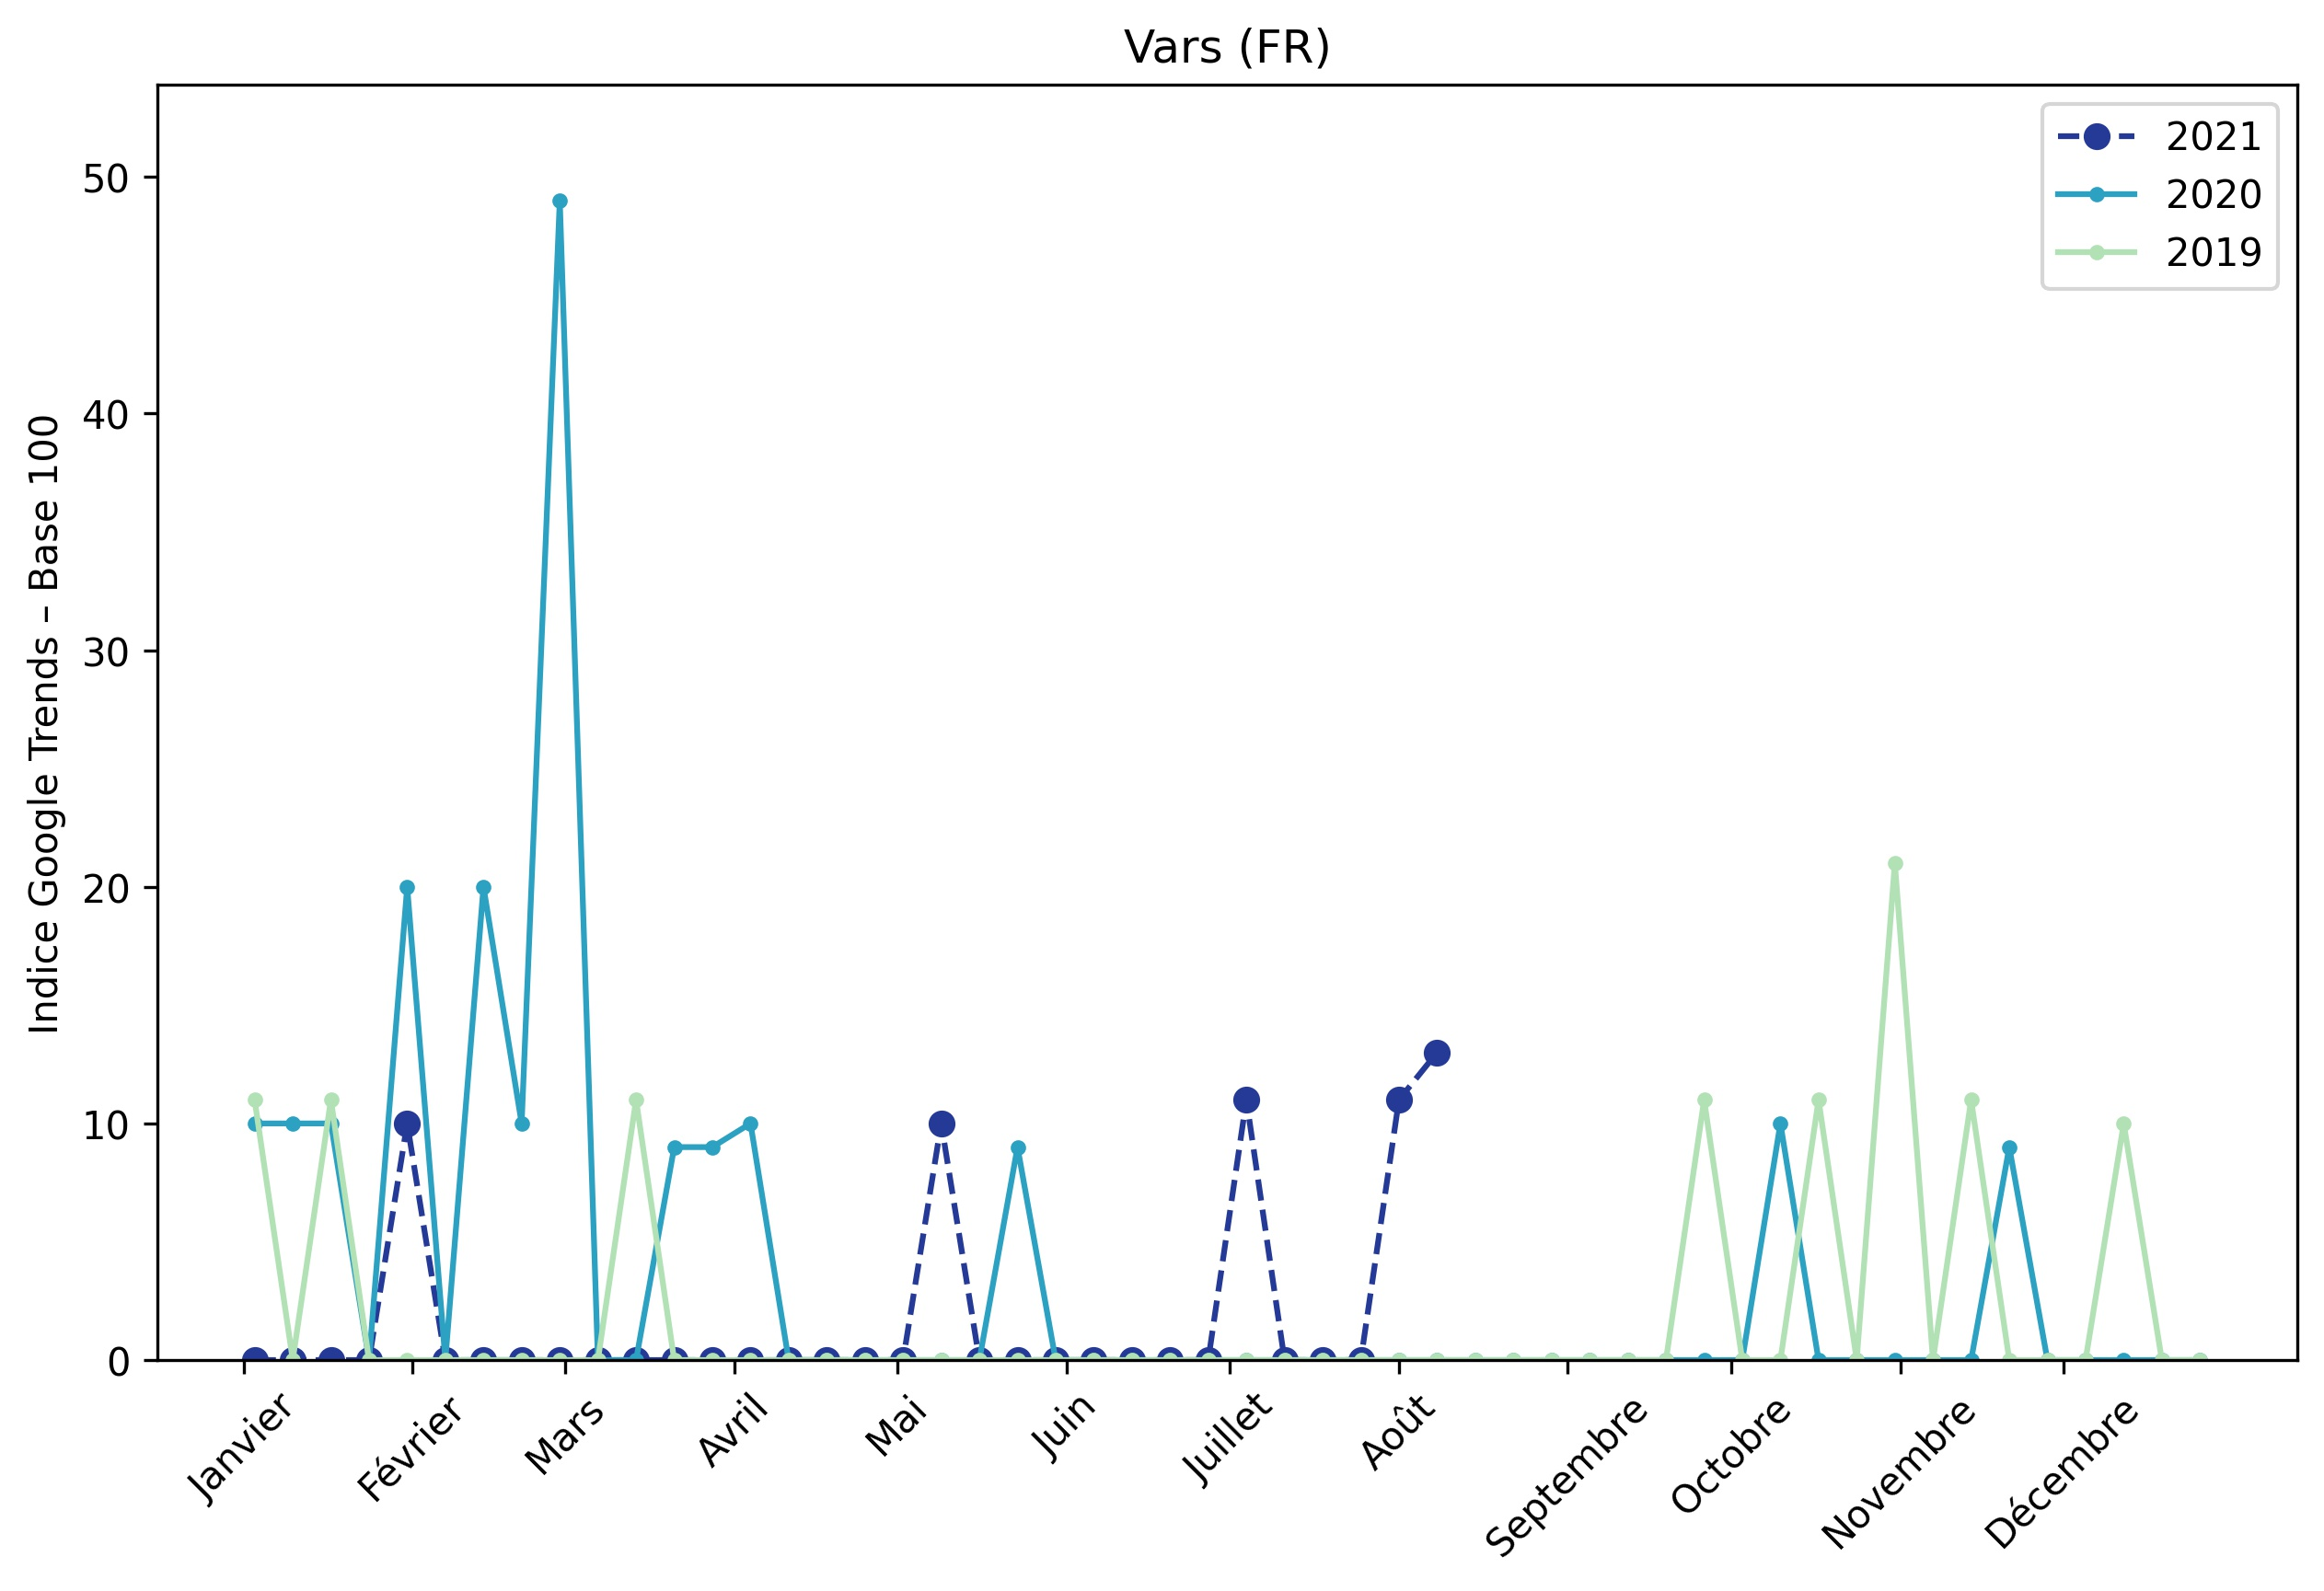 Vars (FR)
Indice Google Trends – Base 100
50
40
30
20
10
0
2021
2020
2019
Janvier
Février
Mars
Avril
Mai
Juin
Juillet
Août
Septembre
Octobre
Novembre
Décembre